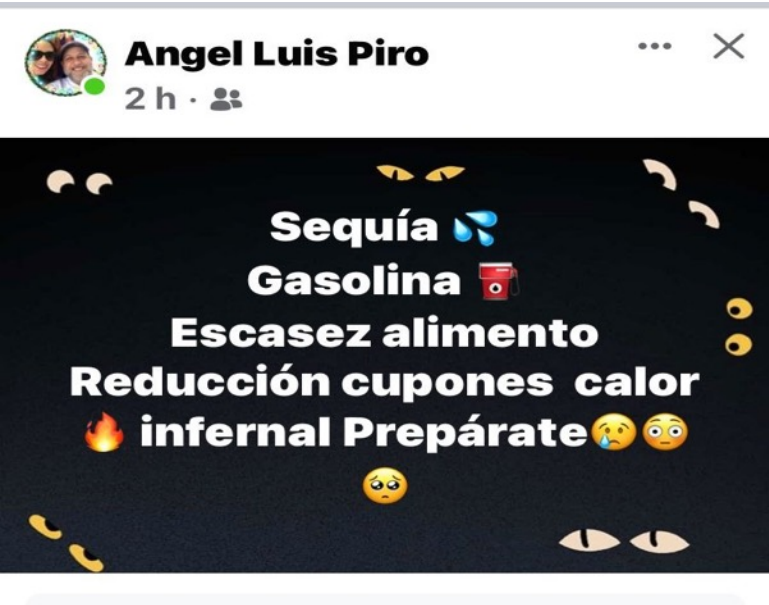 Angel Luis Piro
2 h ·
Sequía 💦
Gasolina ⛽
Escasez alimento
Reducción cupones calor
🔥 infernal Prepárate😢😳
🥺